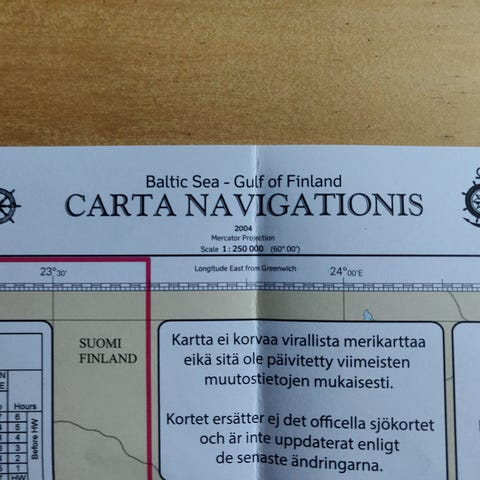 Baltic Sea - Gulf of Finland
CARTA NAVIGATIONIS
2004
Mercator Projection
Scale 1 : 250 000 (60° 00')
23°30' Longitude East from Greenwich 24°00'E
SUOMI
FINLAND
Kartta ei korvaa virallista merikarttaa
eikä sitä ole päivitetty viimeisten
muutostietojen mukaisesti.
Kortet ersätter ej det officella sjökortet
och är inte uppdaterat enligt
de senaste ändringarna.
Hours
6
5
4
3
2
1
HW
Before HW